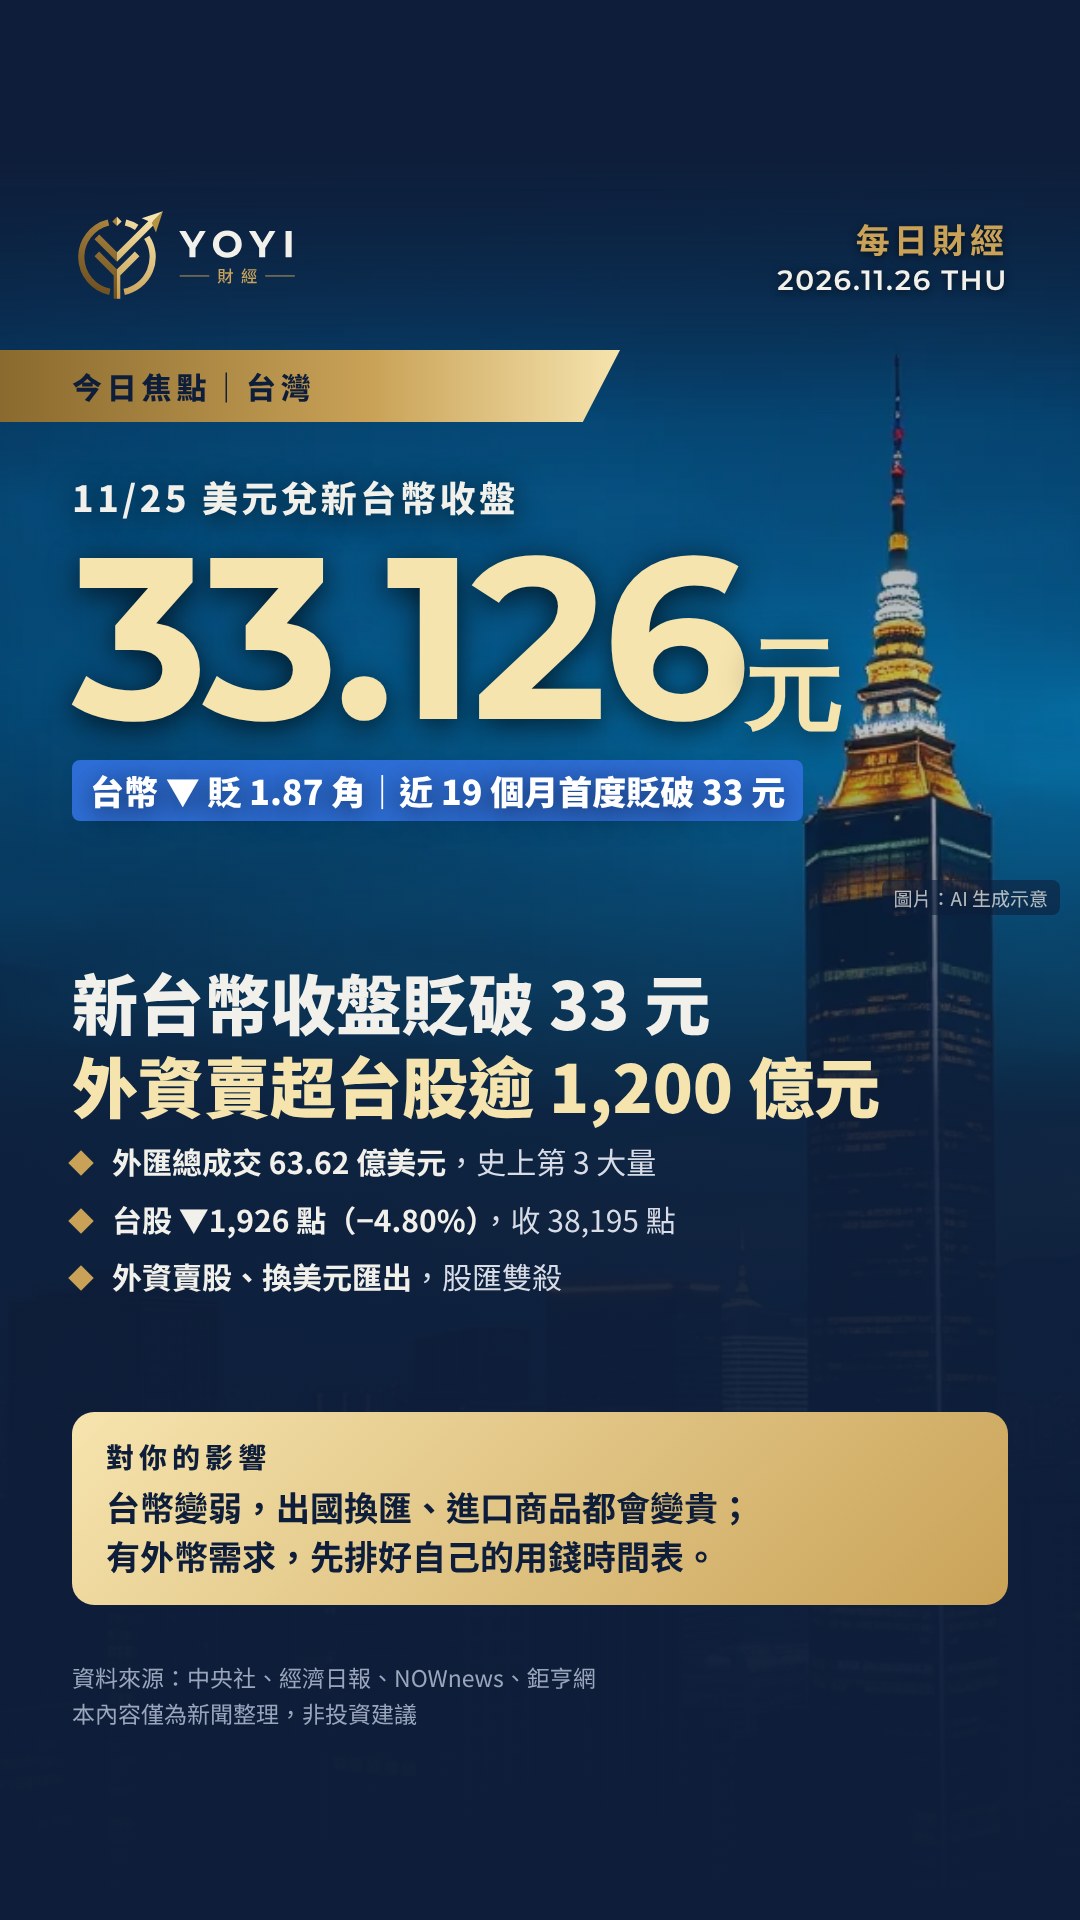 YOYI
財經
每日財經
2026.11.26 THU
今日焦點｜台灣
11/25 美元兌新台幣收盤
33.126元
台幣 ▼ 貶 1.87 角｜近 19 個月首度貶破 33 元
圖片：AI 生成示意
新台幣收盤貶破 33 元
外資賣超台股逾 1,200 億元
◆ 外匯總成交 63.62 億美元，史上第 3 大量
◆ 台股 ▼1,926 點（−4.80%），收 38,195 點
◆ 外資賣股、換美元匯出，股匯雙殺
對你的影響
台幣變弱，出國換匯、進口商品都會變貴；
有外幣需求，先排好自己的用錢時間表。
資料來源：中央社、經濟日報、NOWnews、鉅亨網
本內容僅為新聞整理，非投資建議